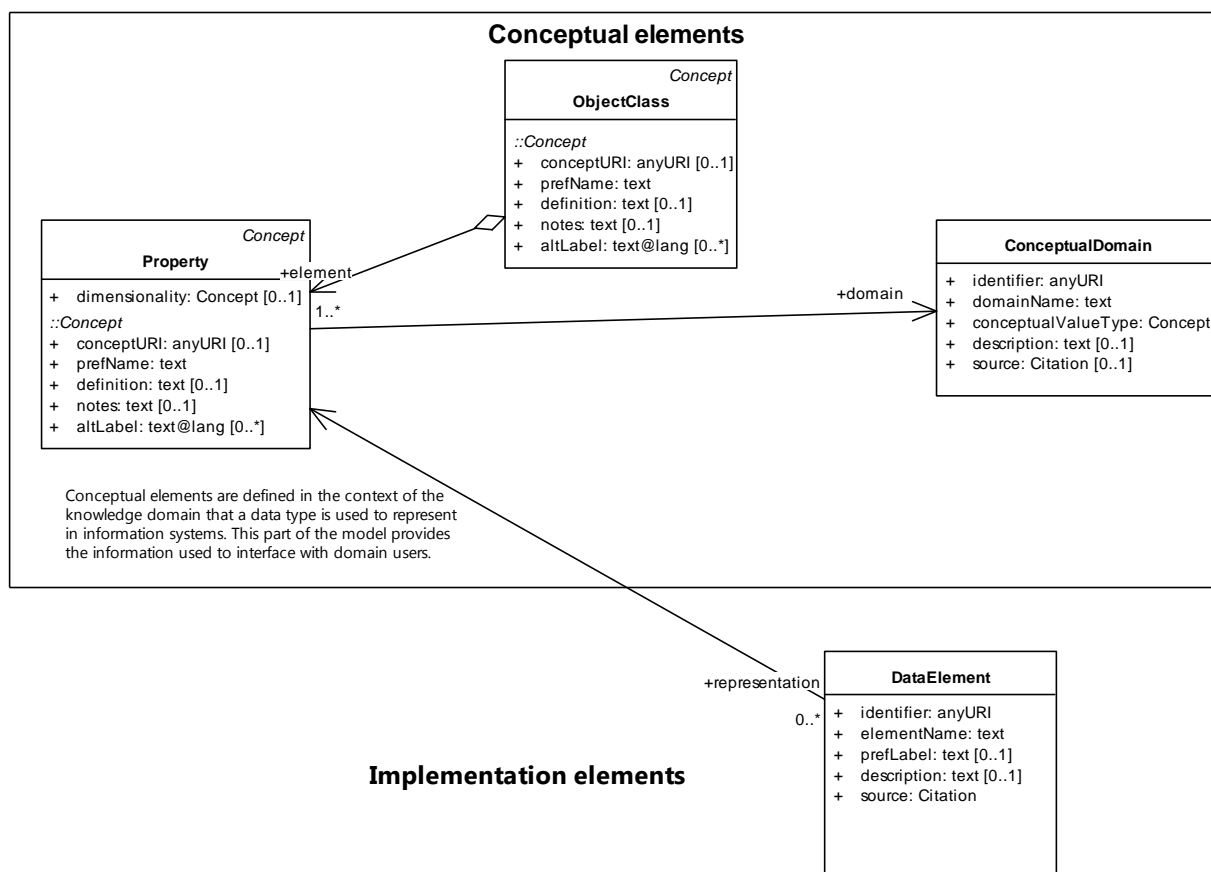 Conceptual elements
Concept
ObjectClass
::Concept
+ conceptURI: anyURI [0..1]
+ prefName: text
+ definition: text [0..1]
+ notes: text [0..1]
+ altLabel: text@lang [0..*]
Concept
Property
+ dimensionality: Concept [0..1]
::Concept
+ conceptURI: anyURI [0..1]
+ prefName: text
+ definition: text [0..1]
+ notes: text [0..1]
+ altLabel: text@lang [0..*]
+element
1..*
+domain
ConceptualDomain
+ identifier: anyURI
+ domainName: text
+ conceptualValueType: Concept
+ description: text [0..1]
+ source: Citation [0..1]
Conceptual elements are defined in the context of the
knowledge domain that a data type is used to represent
in information systems. This part of the model provides
the information used to interface with domain users.
+representation
0..*
DataElement
+ identifier: anyURI
+ elementName: text
+ prefLabel: text [0..1]
+ description: text [0..1]
+ source: Citation
Implementation elements